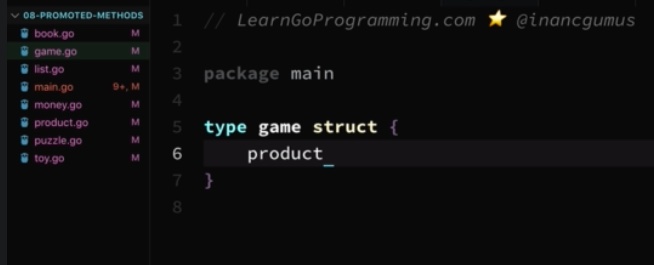 08-PROMOTED-METHODS
book.go M
game.go M
list.go M
main.go 9+, M
money.go M
product.go M
puzzle.go M
toy.go M
1 // LearnGoProgramming.com ⭐ @inancgumus
2
3 package main
4
5 type game struct {
6 product_
7 }
8